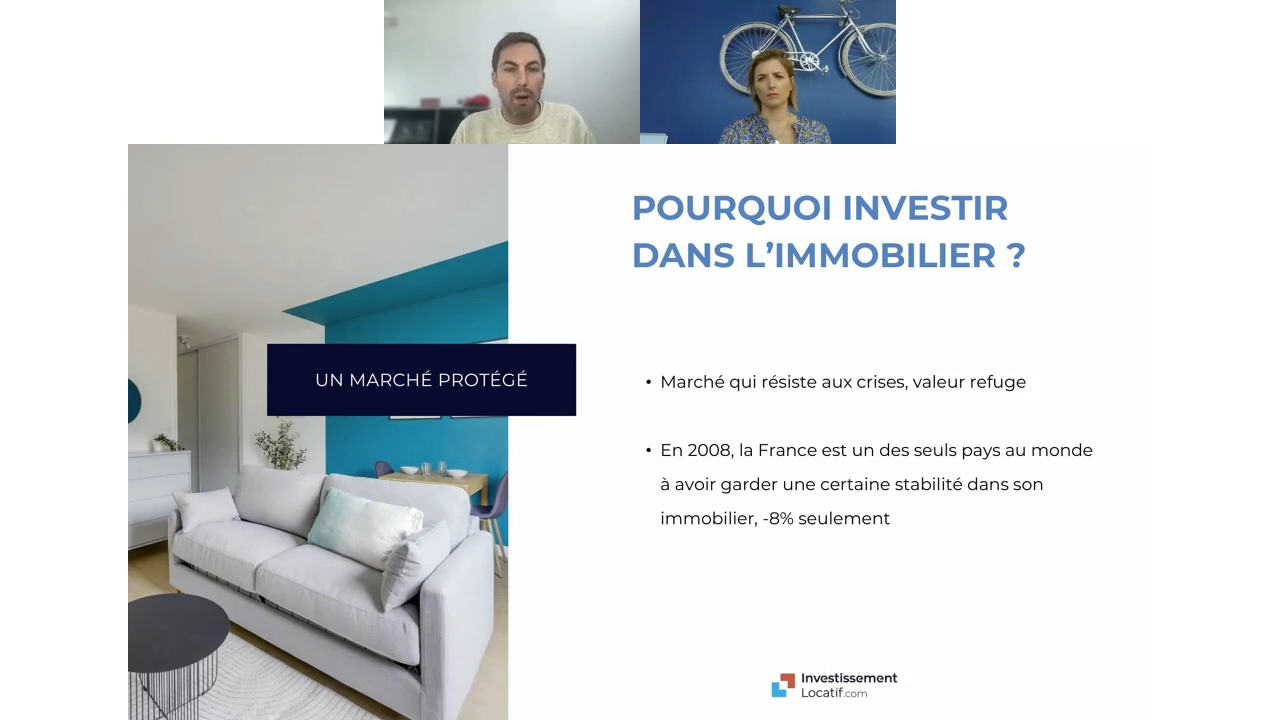 POURQUOI INVESTIR
DANS L’IMMOBILIER ?
UN MARCHÉ PROTÉGÉ
• Marché qui résiste aux crises, valeur refuge
• En 2008, la France est un des seuls pays au monde
à avoir garder une certaine stabilité dans son
immobilier, -8% seulement
Investissement
Locatif.com